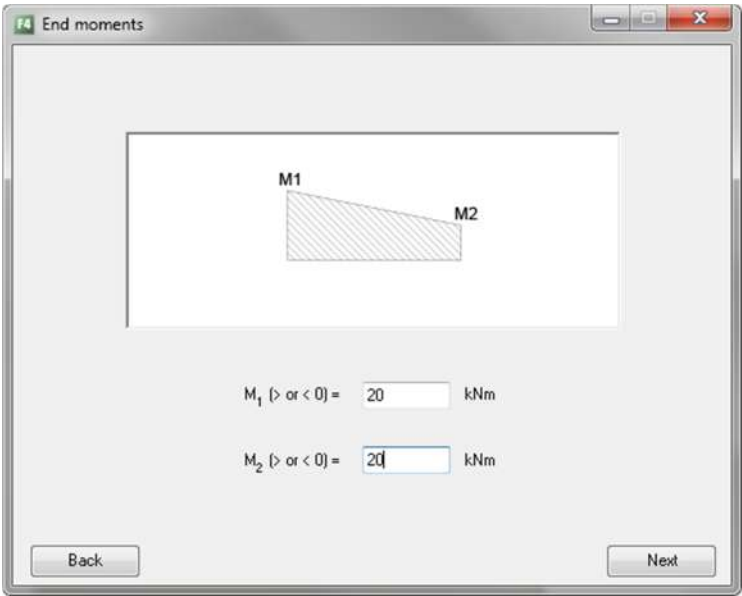 F4 End moments
M1
M2
M₁ (> or < 0) = 20 kNm
M₂ (> or < 0) = 20 kNm
Back Next